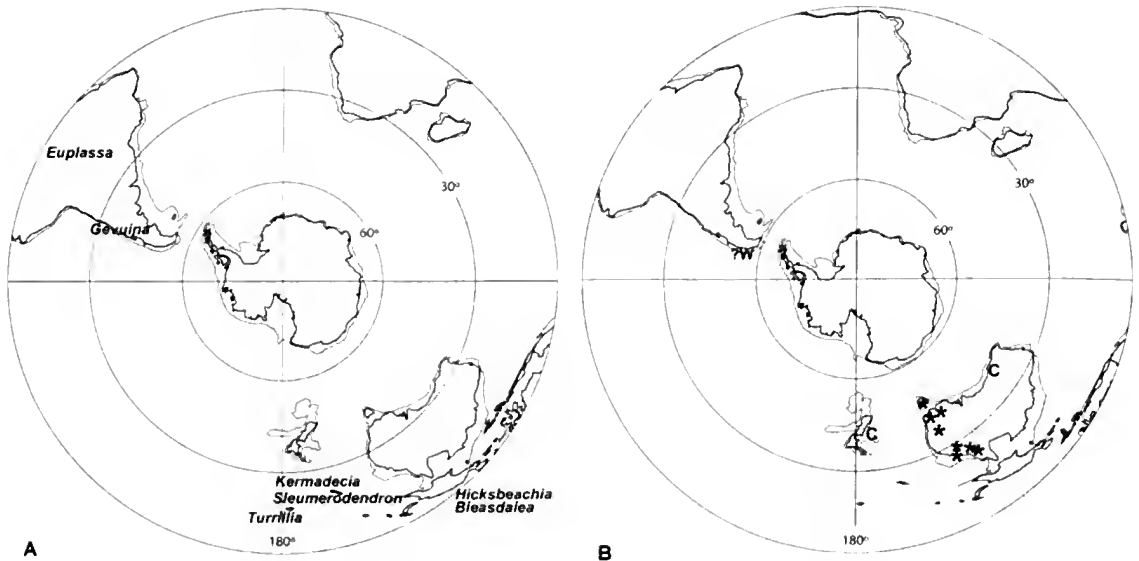 Euplassa
Gevuina
30°
60°
Kermadecia
Sleumerodendron
Turrillia
Hicksbeachia
Bleasdalea
180°
A
30°
60°
?W
C
C
180°
B